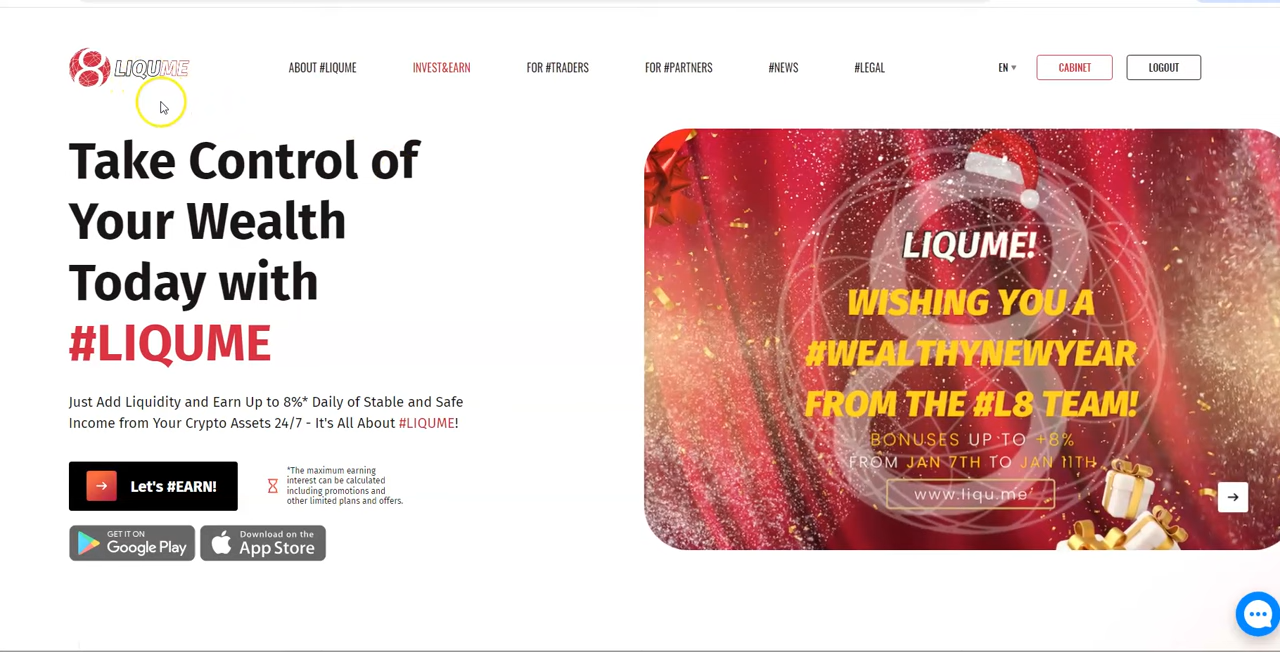 8 LIQUME
ABOUT #LIQUME
INVEST&EARN
FOR #TRADERS
FOR #PARTNERS
#NEWS
#LEGAL
EN
CABINET
LOGOUT
Take Control of
Your Wealth
Today with
#LIQUME
Just Add Liquidity and Earn Up to 8%* Daily of Stable and Safe
Income from Your Crypto Assets 24/7 - It's All About #LIQUME!
Let's #EARN!
*The maximum earning
interest can be calculated
including promotions and
other limited plans and offers.
GET IT ON
Google Play
Download on the
App Store
8
LIQUME!
WISHING YOU A
#WEALTHYNEWYEAR
FROM THE #L8 TEAM!
BONUSES UP TO +8%
FROM JAN 7TH TO JAN 11TH
www.liqu.me